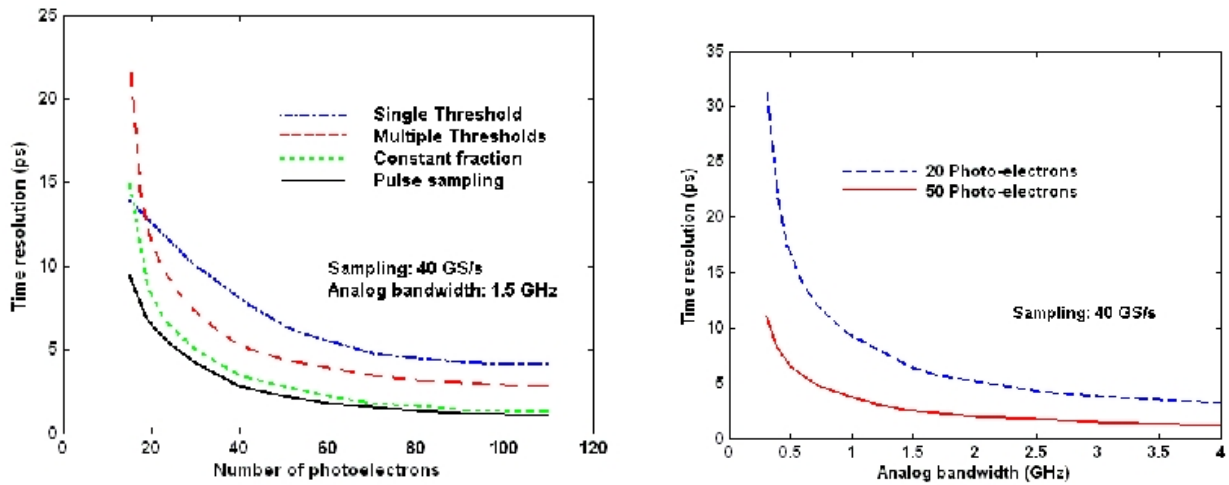 25
20
15
10
5
0
0
20
40
60
80
100
120
Time resolution (ps)
Number of photoelectrons
Single Threshold
Multiple Thresholds
Constant fraction
Pulse sampling
Sampling: 40 GS/s
Analog bandwidth: 1.5 GHz
35
30
25
20
15
10
5
0
0.5
1
1.5
2
2.5
3
3.5
4
Time resolution (ps)
Analog bandwidth (GHz)
20 Photo-electrons
50 Photo-electrons
Sampling: 40 GS/s